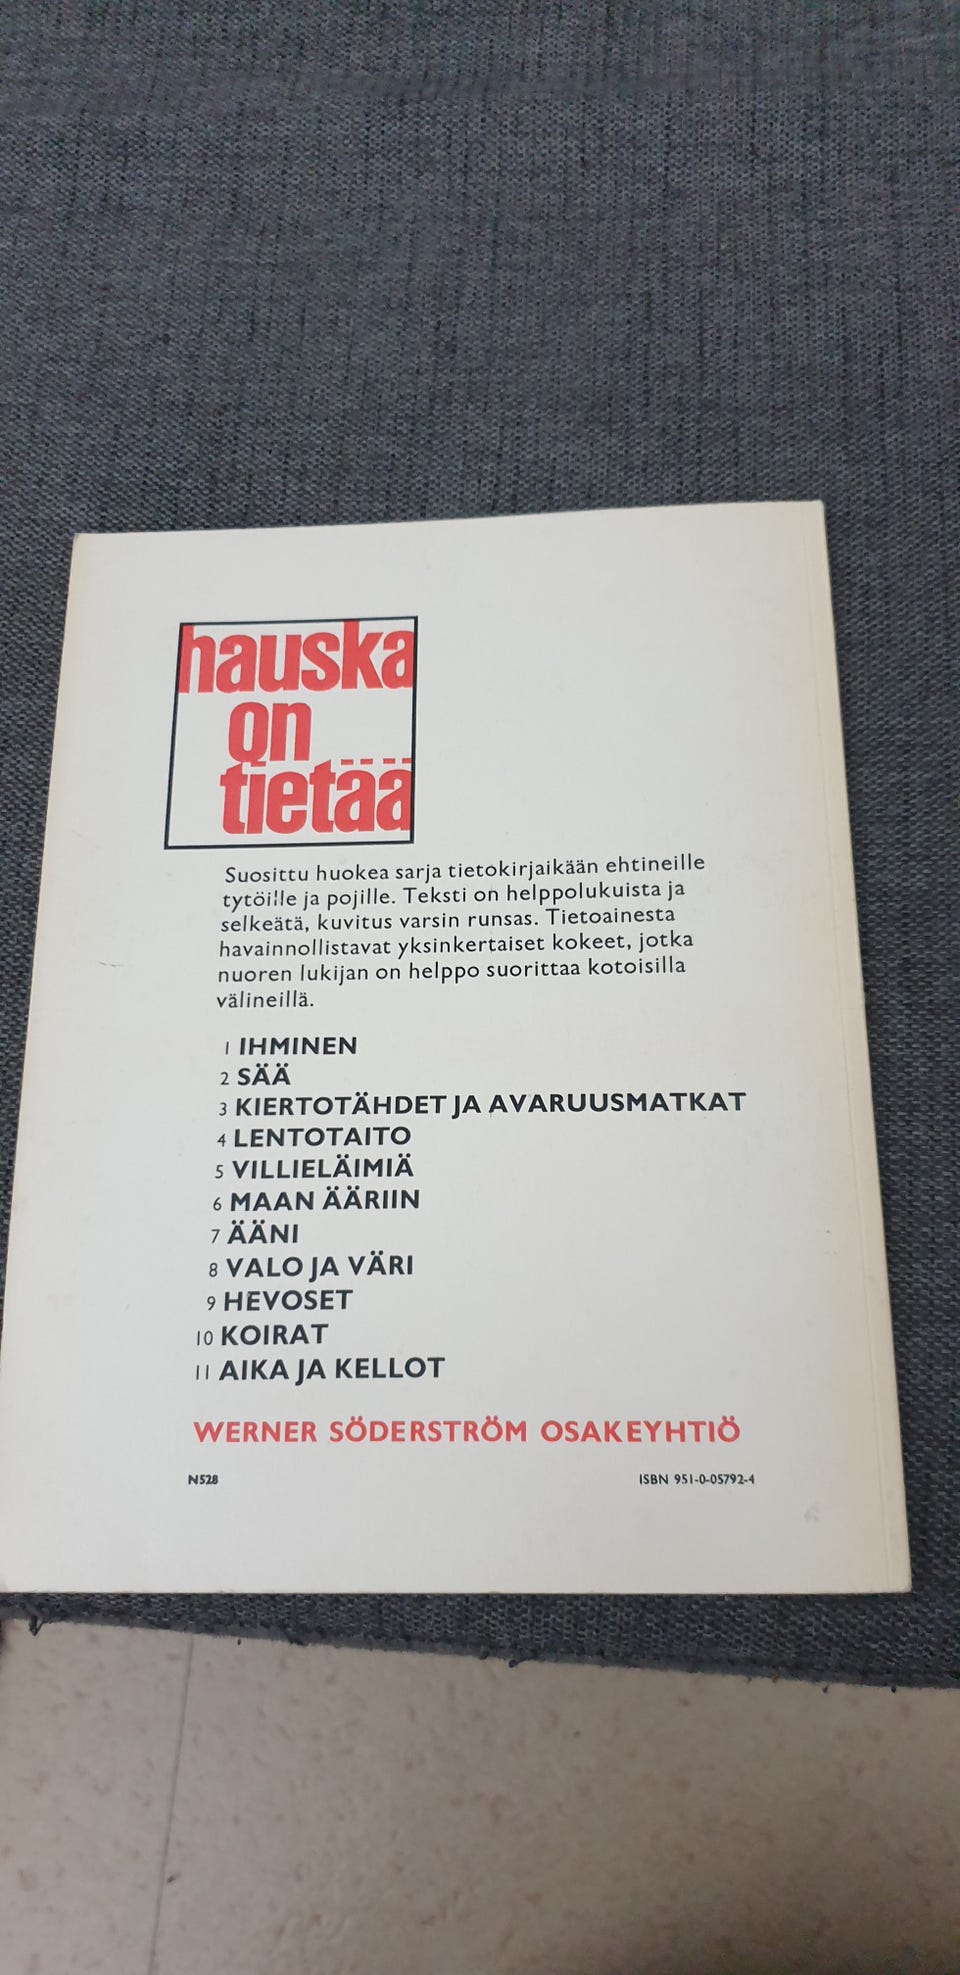 hauska
on
tietää
Suosittu huokea sarja tietokirjaikään ehtineille
tytöille ja pojille. Teksti on helppolukuista ja
selkeätä, kuvitus varsin runsas. Tietoainesta
havainnollistavat yksinkertaiset kokeet, jotka
nuoren lukijan on helppo suorittaa kotoisilla
välineillä.
1 IHMINEN
2 SÄÄ
3 KIERTOTÄHDET JA AVARUUSMATKAT
4 LENTOTAITO
5 VILLIELÄIMIÄ
6 MAAN ÄÄRIIN
7 ÄÄNI
8 VALO JA VÄRI
9 HEVOSET
10 KOIRAT
11 AIKA JA KELLOT
WERNER SÖDERSTRÖM OSAKEYHTIÖ
N528 ISBN 951-0-05792-4